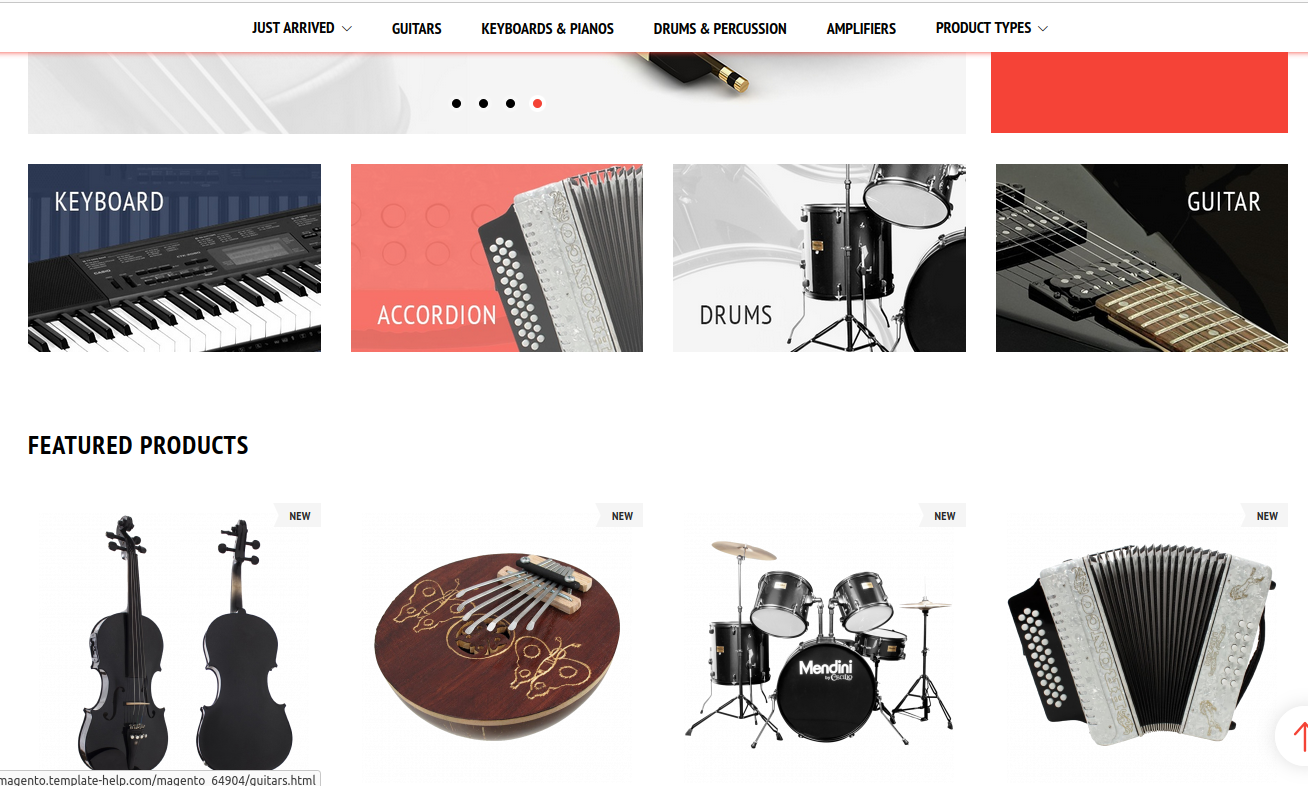 JUST ARRIVED
GUITARS
KEYBOARDS & PIANOS
DRUMS & PERCUSSION
AMPLIFIERS
PRODUCT TYPES
KEYBOARD
ACCORDION
DRUMS
GUITAR
FEATURED PRODUCTS
NEW
NEW
NEW
NEW
Mendini
by Cecilio
magento.template-help.com/magento_64904/guitars.html